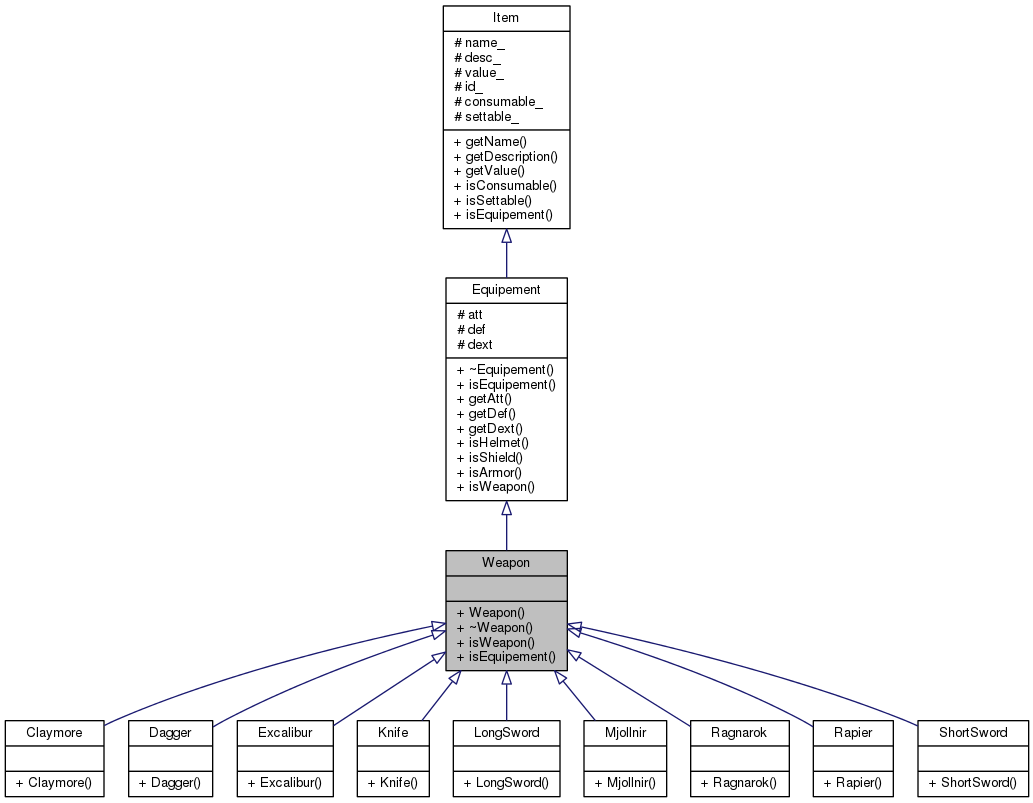 Item
# name_
# desc_
# value_
# id_
# consumable_
# settable_
+ getName()
+ getDescription()
+ getValue()
+ isConsumable()
+ isSettable()
+ isEquipement()
Equipement
# att
# def
# dext
+ ~Equipement()
+ isEquipement()
+ getAtt()
+ getDef()
+ getDext()
+ isHelmet()
+ isShield()
+ isArmor()
+ isWeapon()
Weapon
+ Weapon()
+ ~Weapon()
+ isWeapon()
+ isEquipement()
Claymore
+ Claymore()
Dagger
+ Dagger()
Excalibur
+ Excalibur()
Knife
+ Knife()
LongSword
+ LongSword()
Mjollnir
+ Mjollnir()
Ragnarok
+ Ragnarok()
Rapier
+ Rapier()
ShortSword
+ ShortSword()